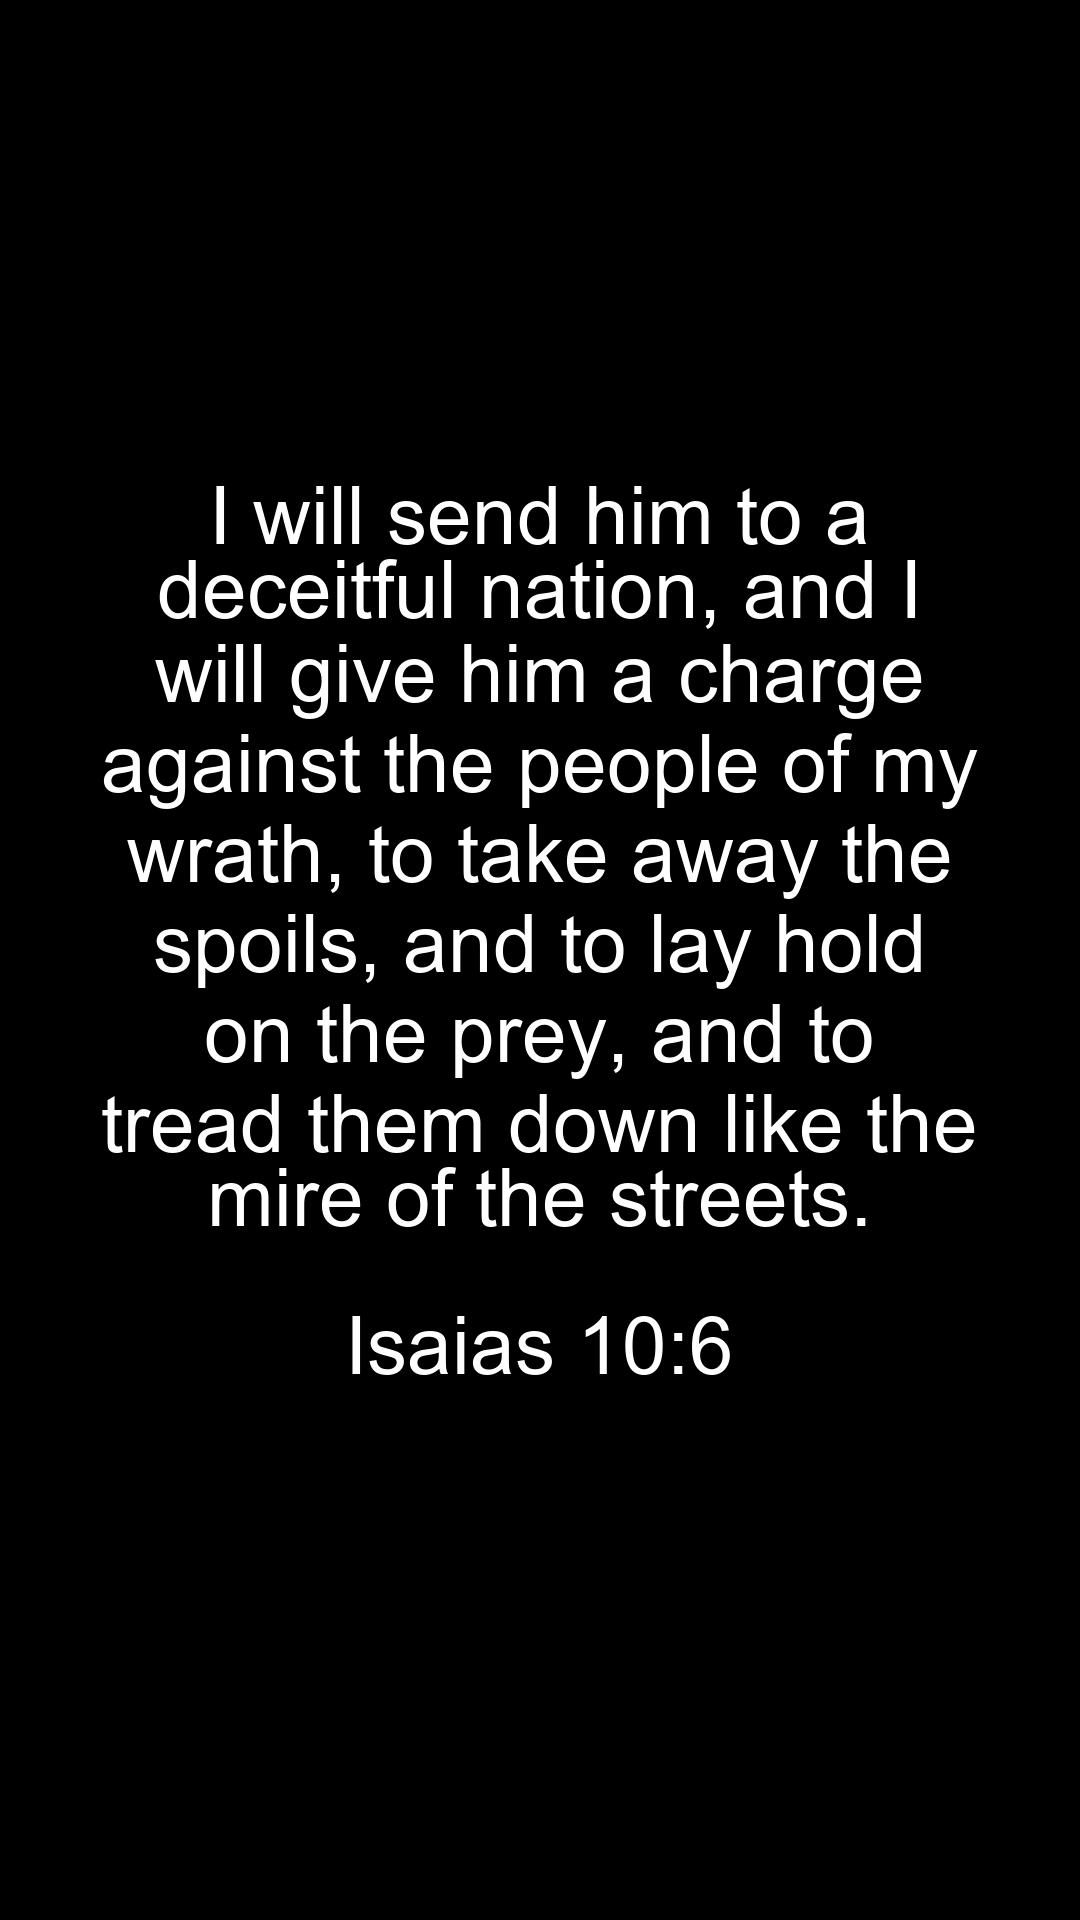 I will send him to a
deceitful nation, and I
will give him a charge
against the people of my
wrath, to take away the
spoils, and to lay hold
on the prey, and to
tread them down like the
mire of the streets.
Isaias 10:6